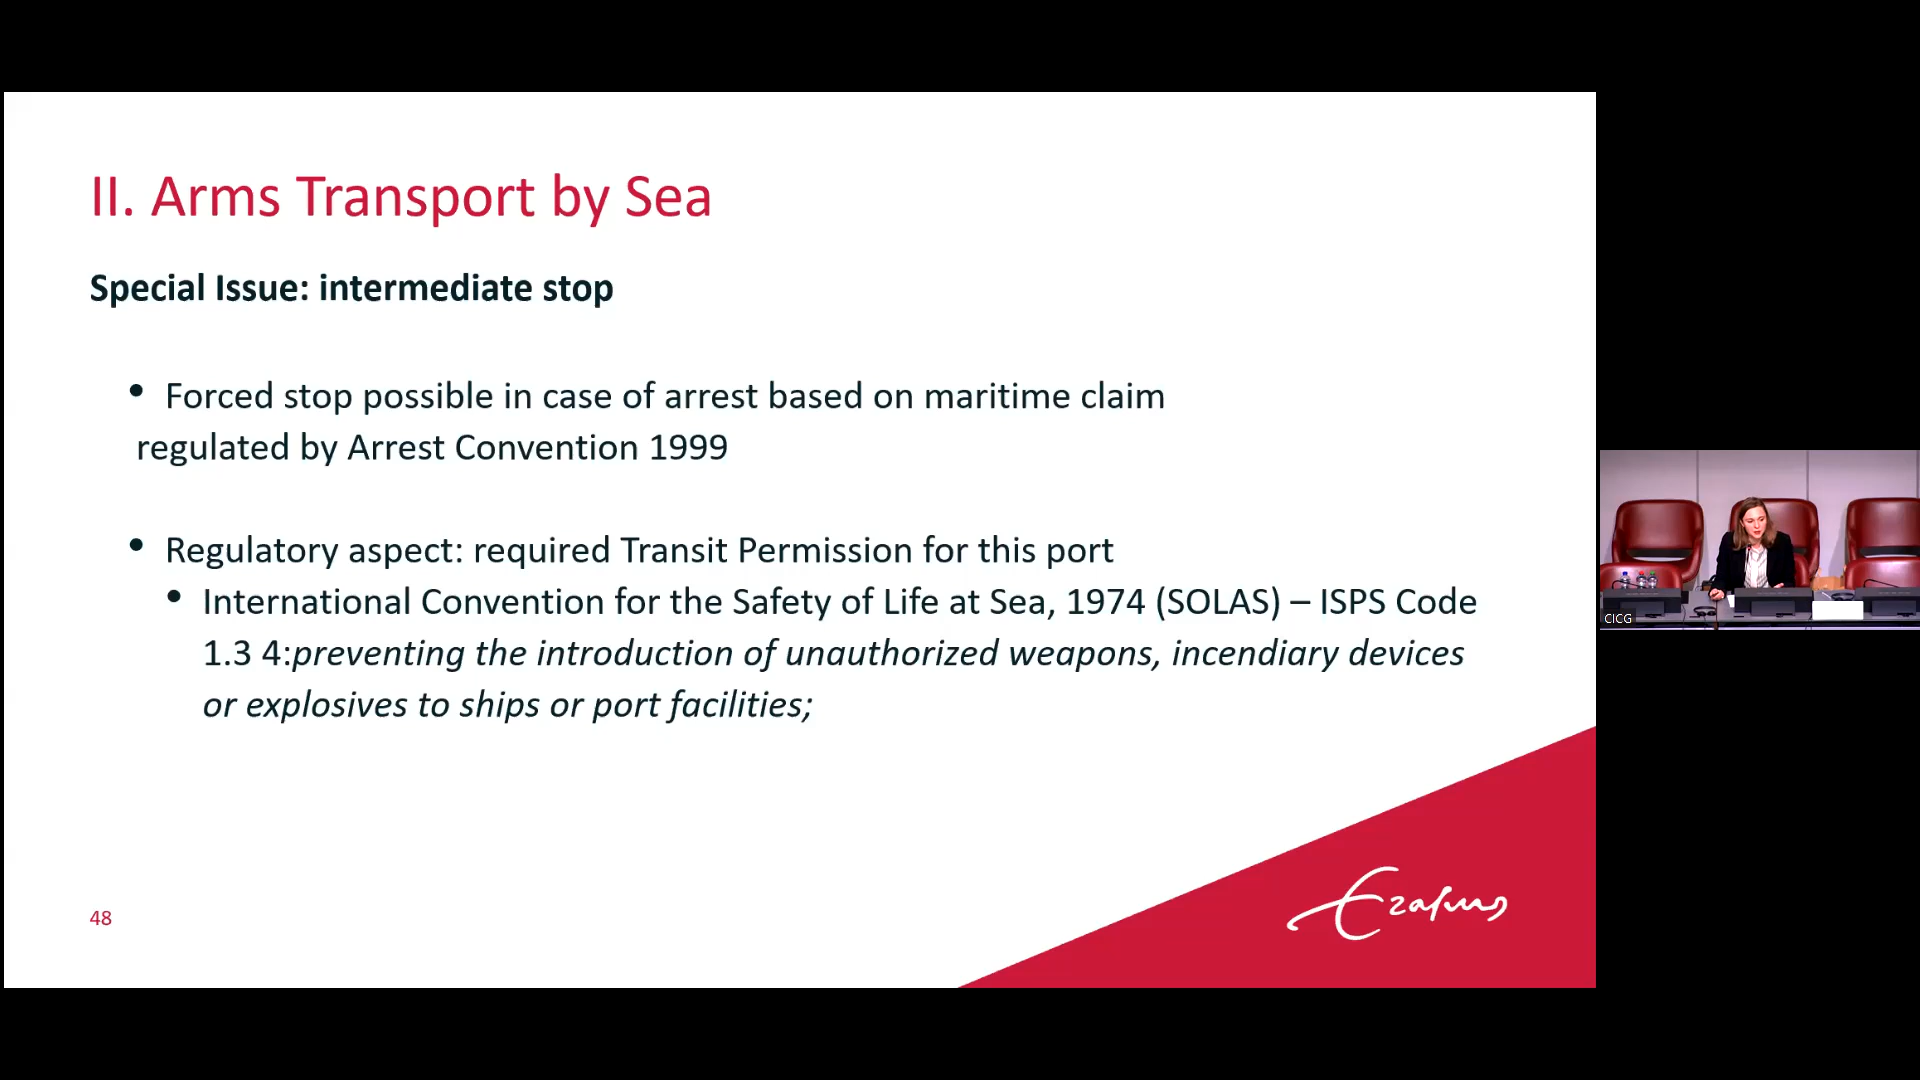 II. Arms Transport by Sea
Special Issue: intermediate stop
• Forced stop possible in case of arrest based on maritime claim
regulated by Arrest Convention 1999
• Regulatory aspect: required Transit Permission for this port
• International Convention for the Safety of Life at Sea, 1974 (SOLAS) – ISPS Code
1.3 4:preventing the introduction of unauthorized weapons, incendiary devices
or explosives to ships or port facilities;
48
Erasmus
CICG